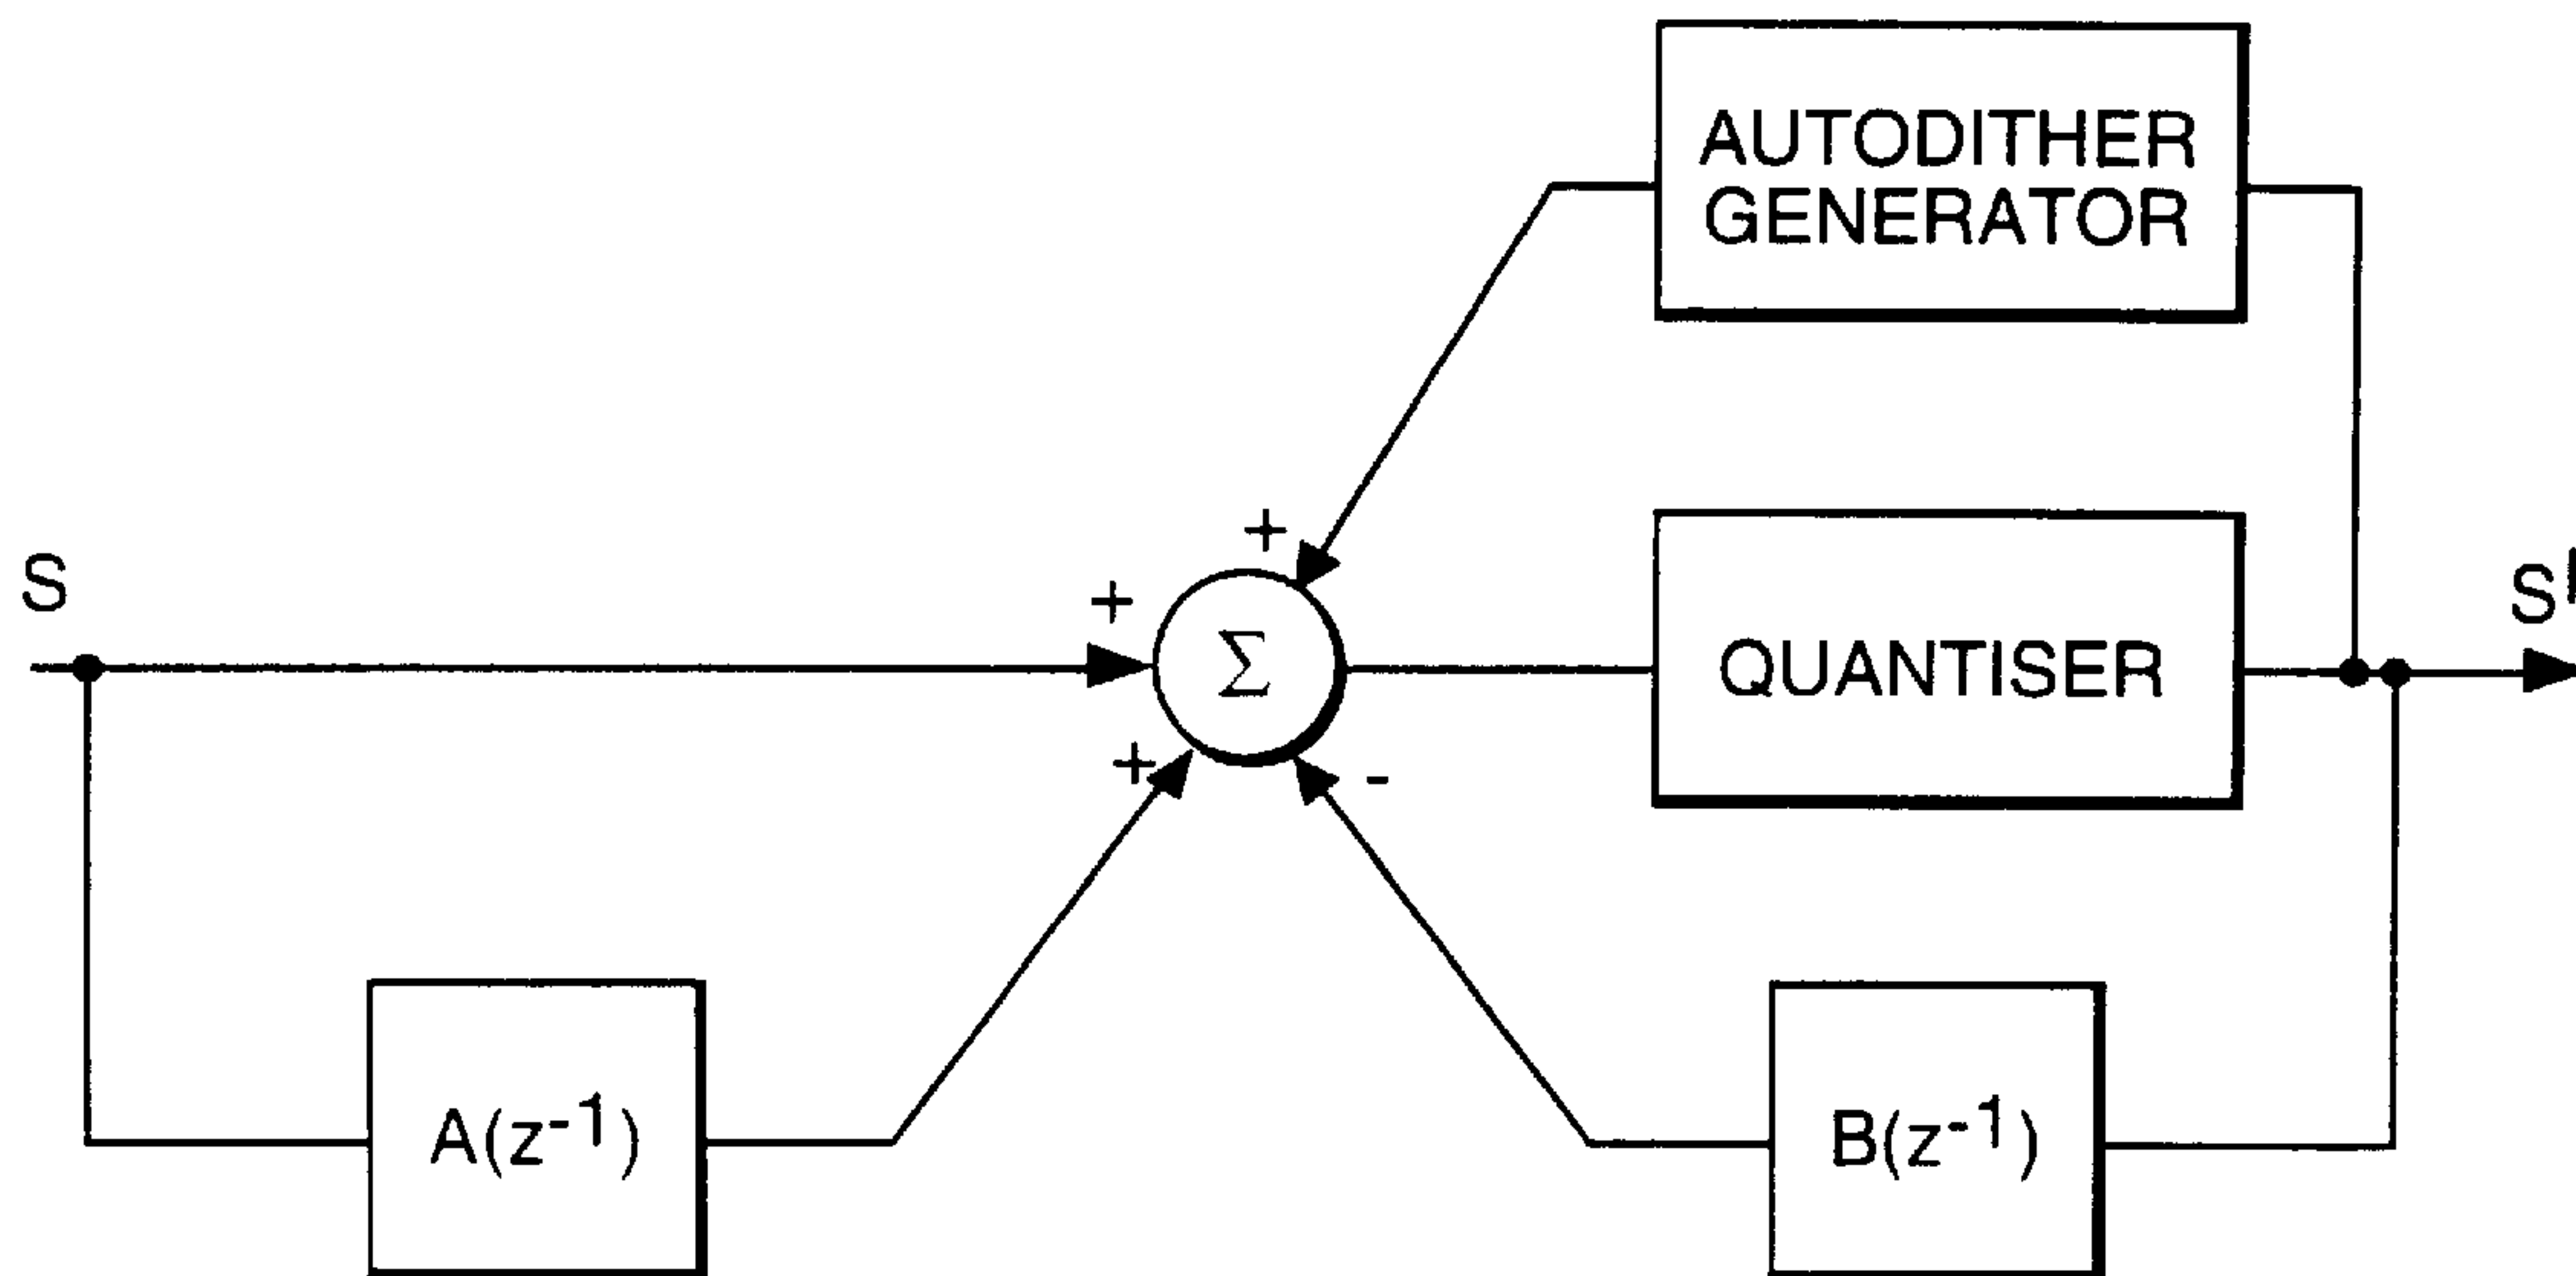 AUTODITHER
GENERATOR
+
S
+
Σ
QUANTISER
S'
+
-
A(z⁻¹)
B(z⁻¹)